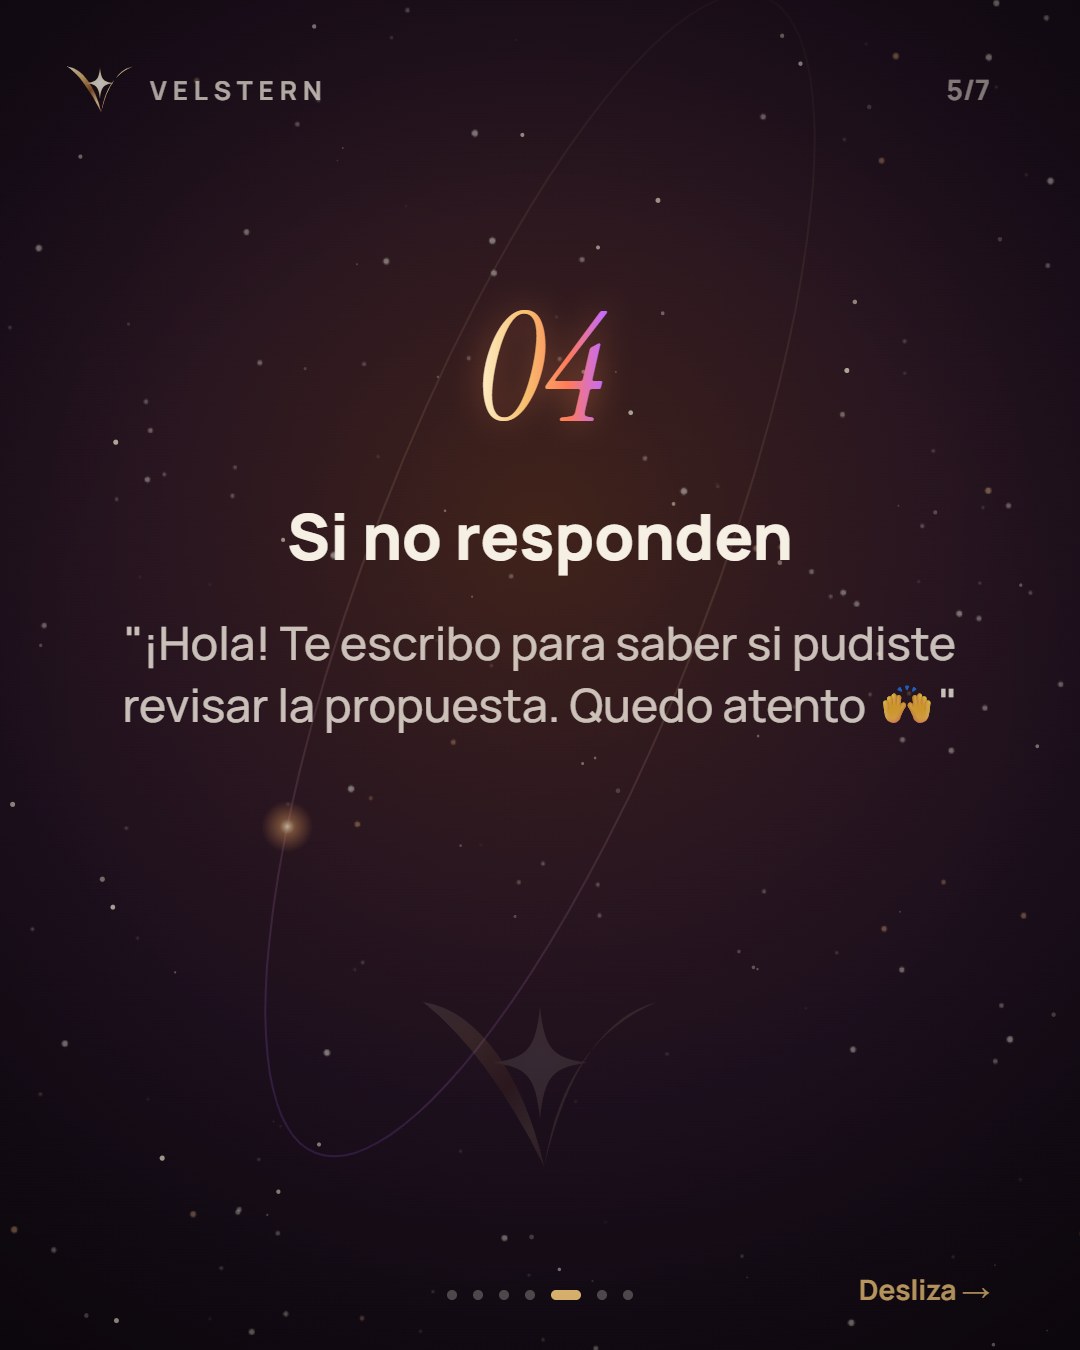 VELSTERN
5/7
04
Si no responden
"¡Hola! Te escribo para saber si pudiste
revisar la propuesta. Quedo atento 🙌"
Desliza →